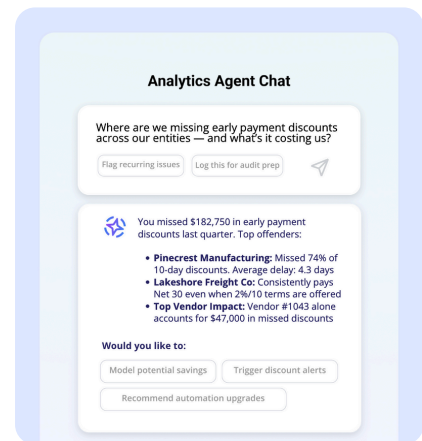 Analytics Agent Chat
Where are we missing early payment discounts
across our entities — and what's it costing us?
Flag recurring issues
Log this for audit prep
You missed $182,750 in early payment
discounts last quarter. Top offenders:
• Pinecrest Manufacturing: Missed 74% of
10-day discounts. Average delay: 4.3 days
• Lakeshore Freight Co: Consistently pays
Net 30 even when 2%/10 terms are offered
• Top Vendor Impact: Vendor #1043 alone
accounts for $47,000 in missed discounts
Would you like to:
Model potential savings
Trigger discount alerts
Recommend automation upgrades